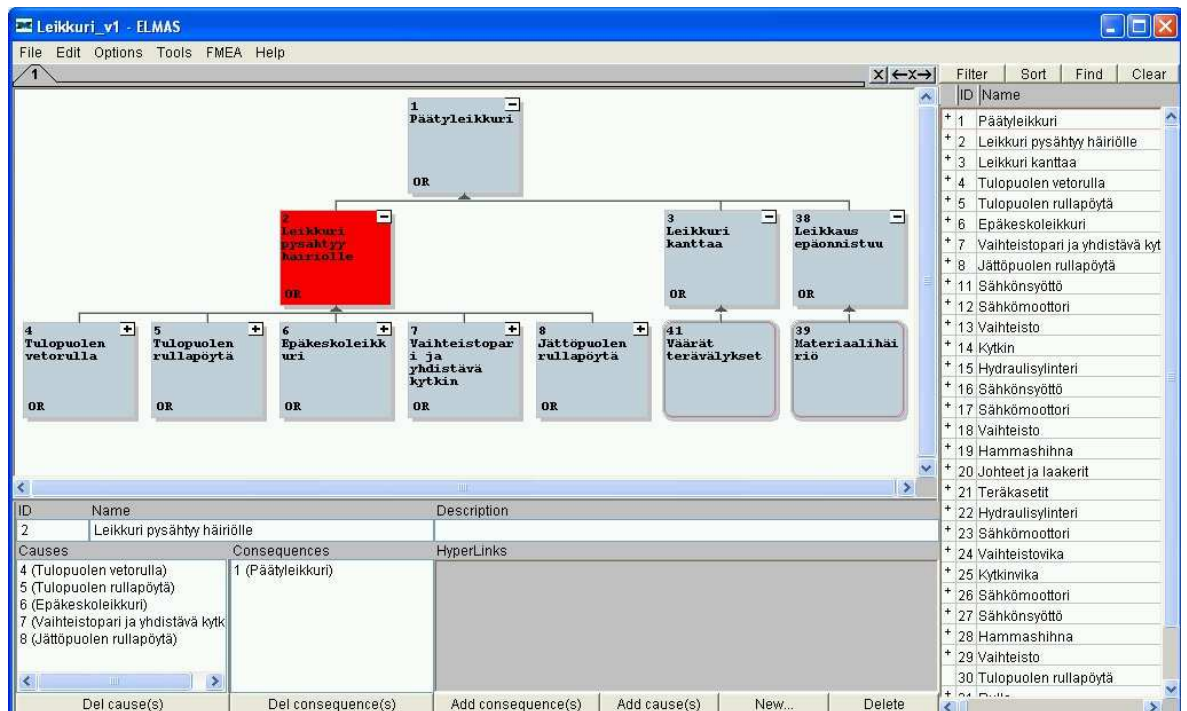 Leikkuri_v1 - ELMAS
File Edit Options Tools FMEA Help
1
X ←X→
Filter Sort Find Clear
ID Name
1
Päätyleikkuri
OR
2
Leikkuri
pysähtyy
häiriölle
OR
3
Leikkuri
kanttaa
OR
38
Leikkaus
epäonnistuu
OR
4
Tulopuolen
vetorulla
OR
5
Tulopuolen
rullapöytä
OR
6
Epäkeskoleikk
uri
OR
7
Vaihteistopar
i ja
yhdistävä
kytkin
OR
8
Jättöpuolen
rullapöytä
OR
41
Väärät
terävälykset
39
Materiaalihäi
riö
+ 1 Päätyleikkuri
+ 2 Leikkuri pysähtyy häiriölle
+ 3 Leikkuri kanttaa
+ 4 Tulopuolen vetorulla
+ 5 Tulopuolen rullapöytä
+ 6 Epäkeskoleikkuri
+ 7 Vaihteistopari ja yhdistävä kyt
+ 8 Jättöpuolen rullapöytä
+ 11 Sähkönsyöttö
+ 12 Sähkömoottori
+ 13 Vaihteisto
+ 14 Kytkin
+ 15 Hydraulisylinteri
+ 16 Sähkönsyöttö
+ 17 Sähkömoottori
+ 18 Vaihteisto
+ 19 Hammashihna
+ 20 Johteet ja laakerit
+ 21 Teräkasetit
+ 22 Hydraulisylinteri
+ 23 Sähkömoottori
+ 24 Vaihteistovika
+ 25 Kytkinvika
+ 26 Sähkömoottori
+ 27 Sähkönsyöttö
+ 28 Hammashihna
+ 29 Vaihteisto
30 Tulopuolen rullapöytä
ID Name Description
2 Leikkuri pysähtyy häiriölle
Causes Consequences HyperLinks
4 (Tulopuolen vetorulla) 1 (Päätyleikkuri)
5 (Tulopuolen rullapöytä)
6 (Epäkeskoleikkuri)
7 (Vaihteistopari ja yhdistävä kytk
8 (Jättöpuolen rullapöytä)
Del cause(s) Del consequence(s) Add consequence(s) Add cause(s) New... Delete